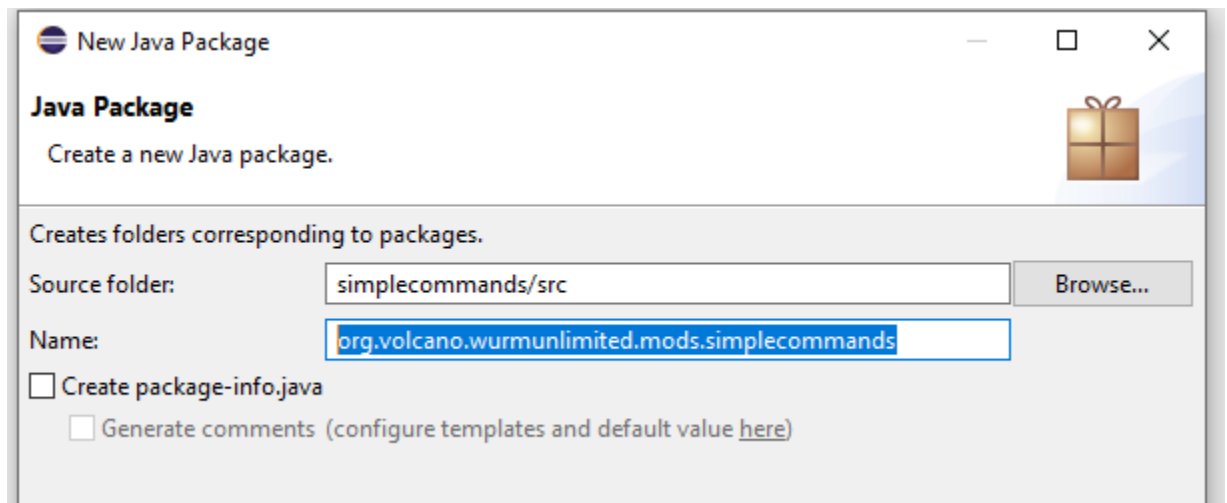 New Java Package
Java Package
Create a new Java package.
Creates folders corresponding to packages.
Source folder: simplecommands/src Browse...
Name: org.volcano.wurmunlimited.mods.simplecommands
Create package-info.java
Generate comments (configure templates and default value here)